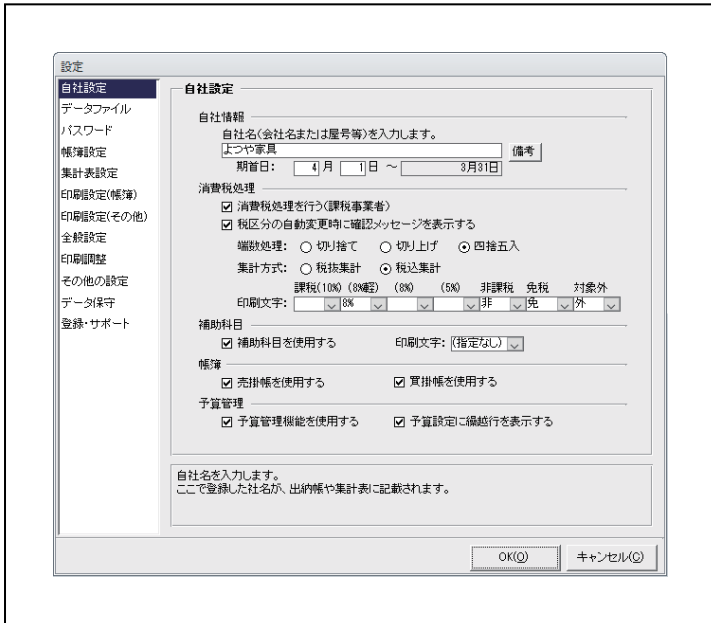 設定
自社設定
データファイル
パスワード
帳簿設定
集計表設定
印刷設定(帳簿)
印刷設定(その他)
全般設定
印刷調整
その他の設定
データ保守
登録・サポート
自社設定
自社情報
自社名(会社名または屋号等)を入力します。
よつや家具 備考
期首日: 4月 1日 ～ 3月31日
消費税処理
消費税処理を行う(課税事業者)
税区分の自動変更時に確認メッセージを表示する
端数処理: 切り捨て 切り上げ 四捨五入
集計方式: 税抜集計 税込集計
課税(10%) (8%軽) (8%) (5%) 非課税 免税 対象外
印刷文字: 8% 非 免 外
補助科目
補助科目を使用する 印刷文字: (指定なし)
帳簿
売掛帳を使用する 買掛帳を使用する
予算管理
予算管理機能を使用する 予算設定に繰越行を表示する
自社名を入力します。
ここで登録した社名が、出納帳や集計表に記載されます。
OK(O) キャンセル(C)